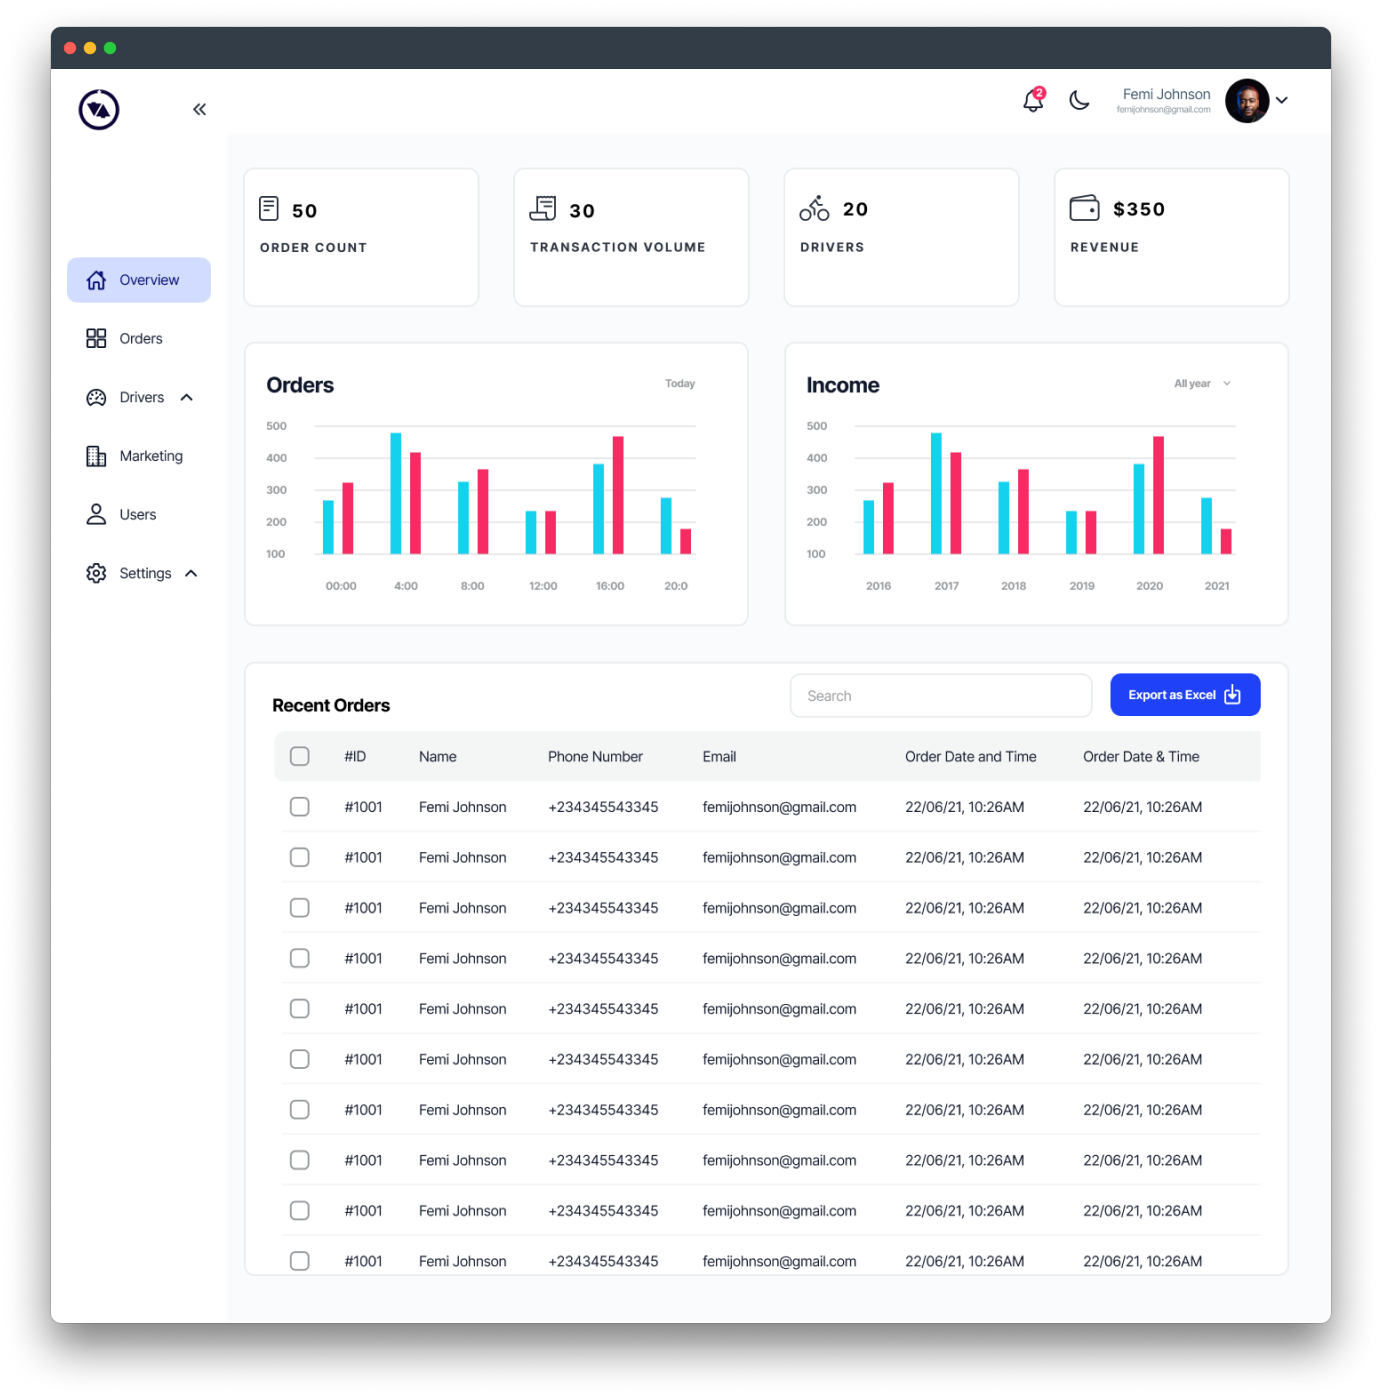 2
Femi Johnson
femijohnson@gmail.com
50
ORDER COUNT
30
TRANSACTION VOLUME
20
DRIVERS
$350
REVENUE
Overview
Orders
Drivers
Marketing
Users
Settings
Orders
Today
500
400
300
200
100
00:00 4:00 8:00 12:00 16:00 20:0
Income
All year
500
400
300
200
100
2016 2017 2018 2019 2020 2021
Recent Orders
Search
Export as Excel
#ID Name Phone Number Email Order Date and Time Order Date & Time
#1001 Femi Johnson +234345543345 femijohnson@gmail.com 22/06/21, 10:26AM 22/06/21, 10:26AM
#1001 Femi Johnson +234345543345 femijohnson@gmail.com 22/06/21, 10:26AM 22/06/21, 10:26AM
#1001 Femi Johnson +234345543345 femijohnson@gmail.com 22/06/21, 10:26AM 22/06/21, 10:26AM
#1001 Femi Johnson +234345543345 femijohnson@gmail.com 22/06/21, 10:26AM 22/06/21, 10:26AM
#1001 Femi Johnson +234345543345 femijohnson@gmail.com 22/06/21, 10:26AM 22/06/21, 10:26AM
#1001 Femi Johnson +234345543345 femijohnson@gmail.com 22/06/21, 10:26AM 22/06/21, 10:26AM
#1001 Femi Johnson +234345543345 femijohnson@gmail.com 22/06/21, 10:26AM 22/06/21, 10:26AM
#1001 Femi Johnson +234345543345 femijohnson@gmail.com 22/06/21, 10:26AM 22/06/21, 10:26AM
#1001 Femi Johnson +234345543345 femijohnson@gmail.com 22/06/21, 10:26AM 22/06/21, 10:26AM
#1001 Femi Johnson +234345543345 femijohnson@gmail.com 22/06/21, 10:26AM 22/06/21, 10:26AM